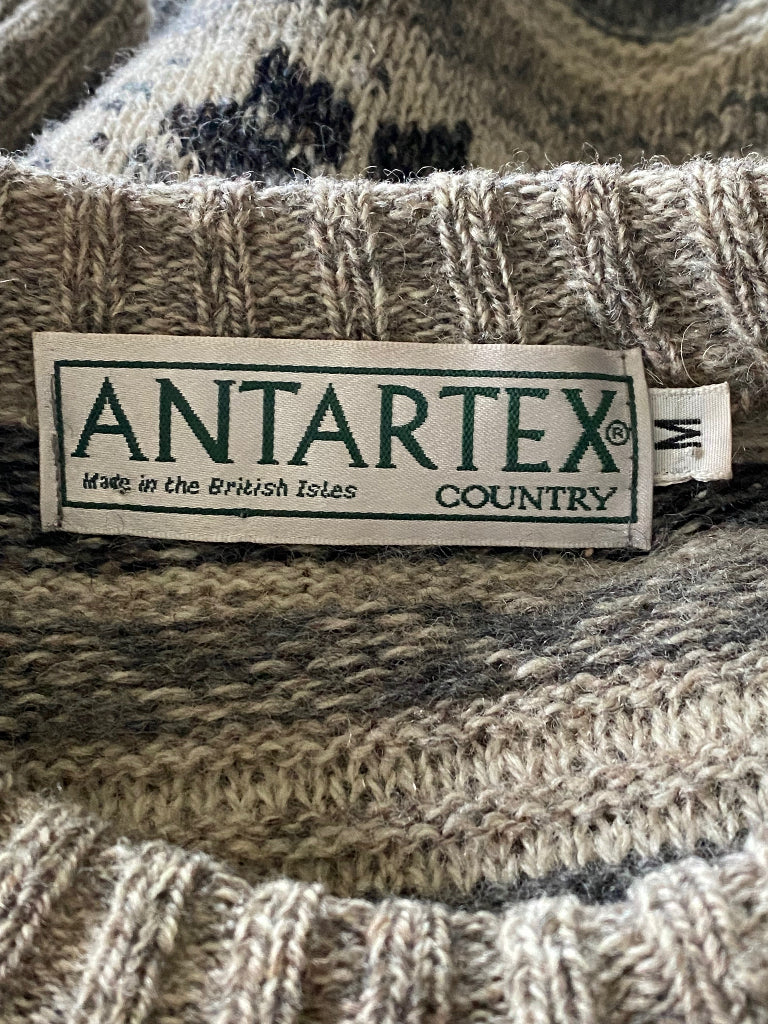 ANTARTEX®
Made in the British Isles
COUNTRY
M